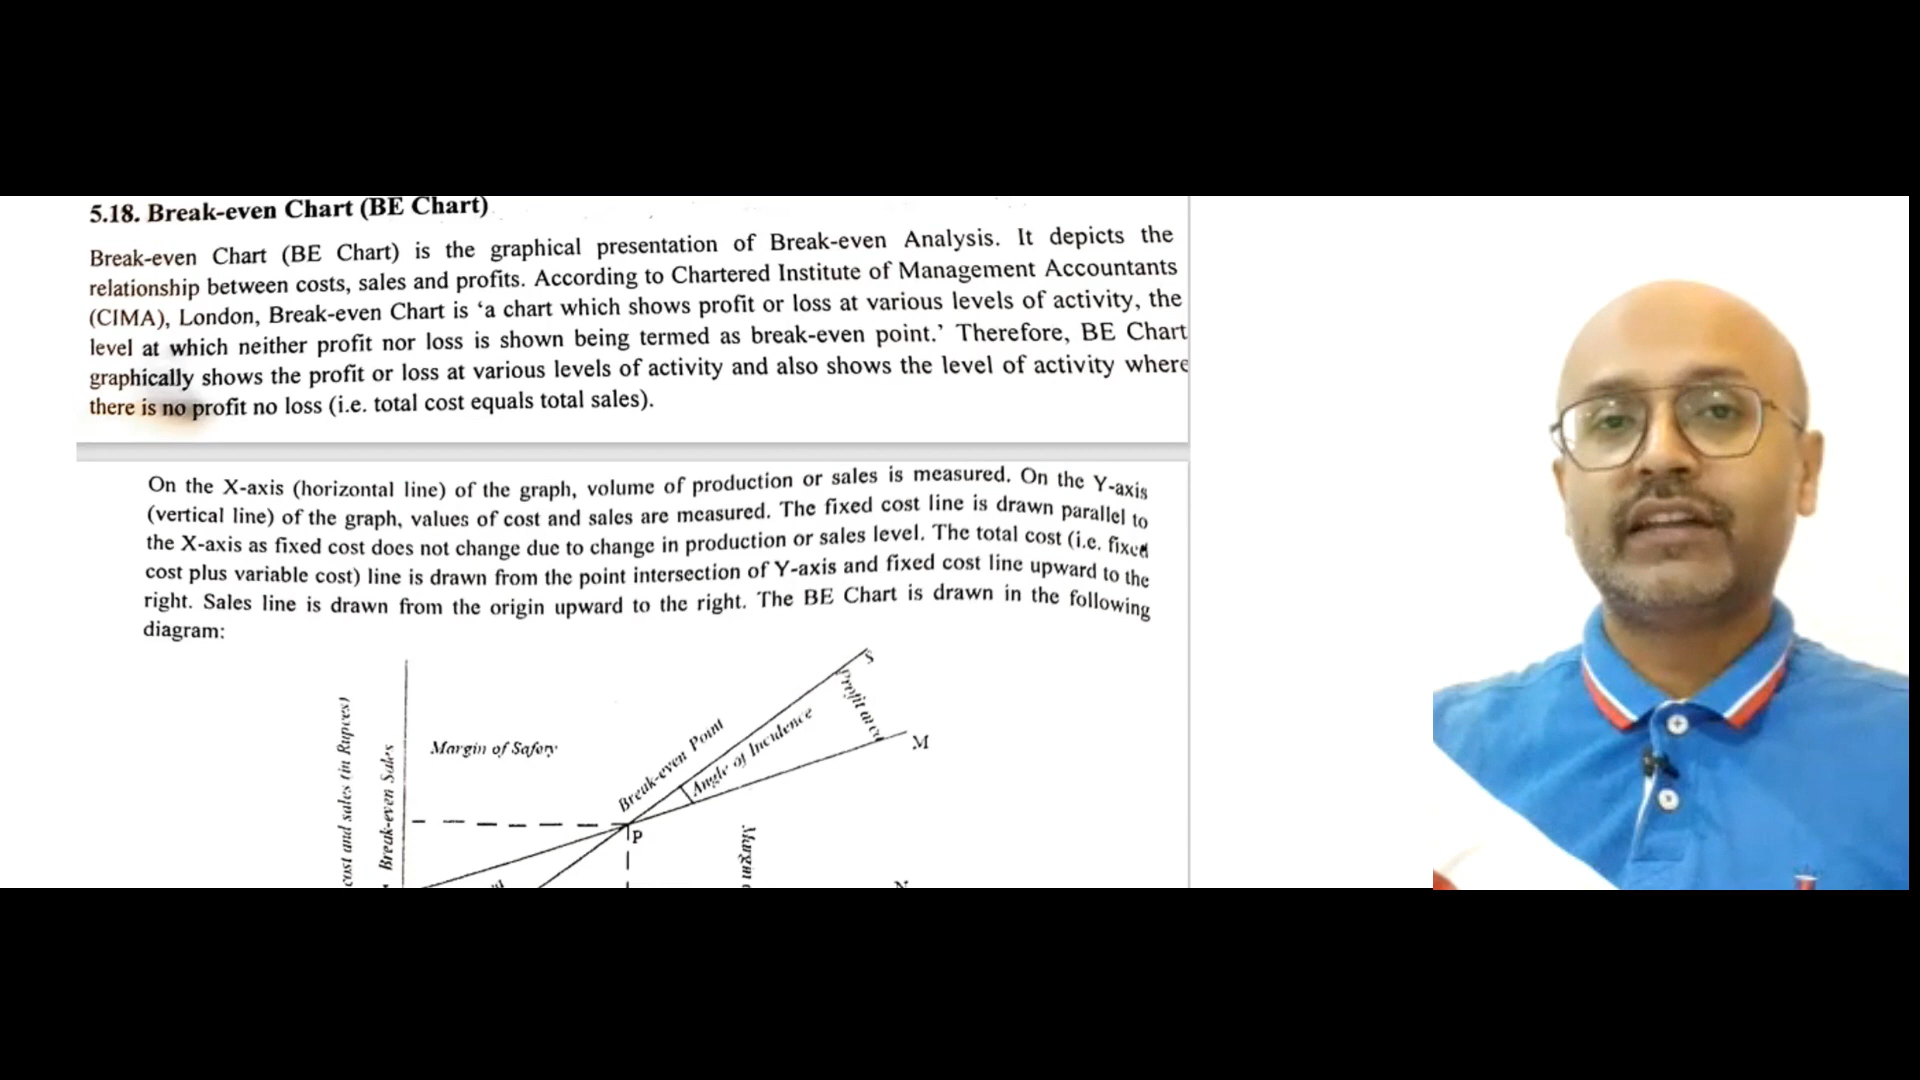 5.18. Break-even Chart (BE Chart)
Break-even Chart (BE Chart) is the graphical presentation of Break-even Analysis. It depicts the
relationship between costs, sales and profits. According to Chartered Institute of Management Accountants
(CIMA), London, Break-even Chart is ‘a chart which shows profit or loss at various levels of activity, the
level at which neither profit nor loss is shown being termed as break-even point.’ Therefore, BE Chart
graphically shows the profit or loss at various levels of activity and also shows the level of activity where
there is no profit no loss (i.e. total cost equals total sales).
On the X-axis (horizontal line) of the graph, volume of production or sales is measured. On the Y-axis
(vertical line) of the graph, values of cost and sales are measured. The fixed cost line is drawn parallel to
the X-axis as fixed cost does not change due to change in production or sales level. The total cost (i.e. fixed
cost plus variable cost) line is drawn from the point intersection of Y-axis and fixed cost line upward to the
right. Sales line is drawn from the origin upward to the right. The BE Chart is drawn in the following
diagram:
S
Profit area
M
Angle of Incidence
Break-even Point
Margin of Safety
P
cost and sales (in Rupees)
Break-even Sales
Margin